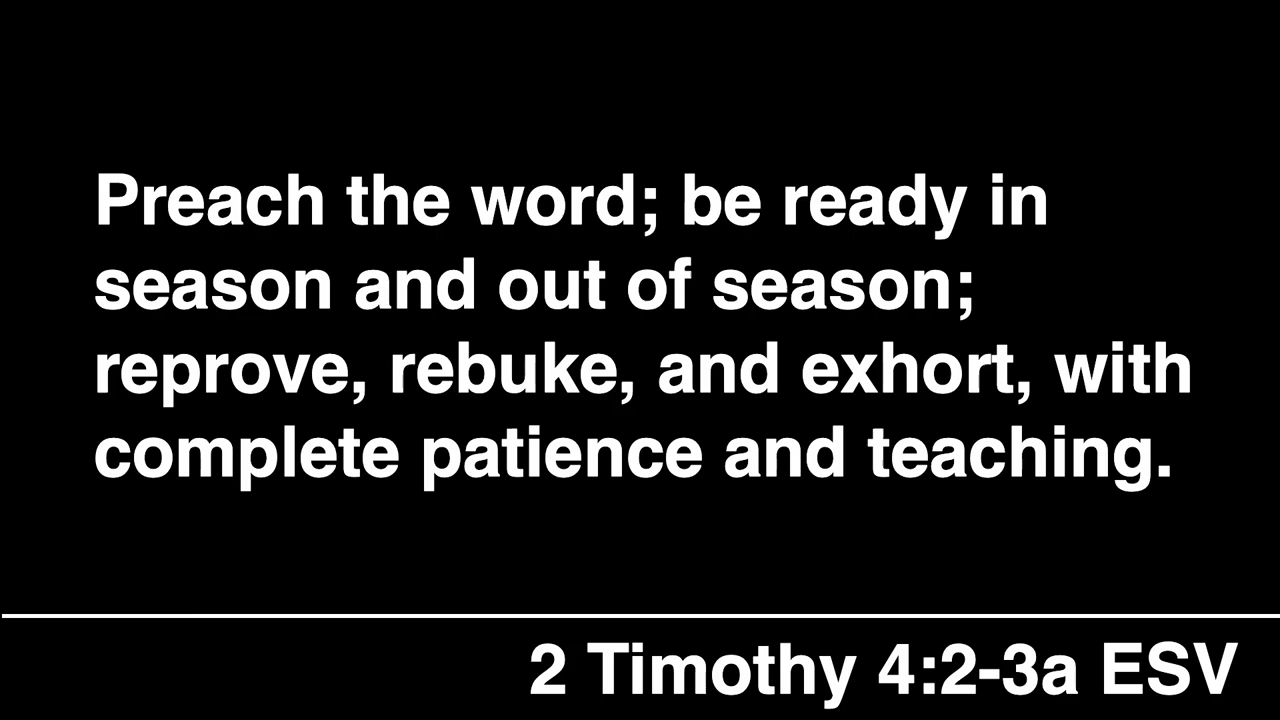 Preach the word; be ready in
season and out of season;
reprove, rebuke, and exhort, with
complete patience and teaching.
2 Timothy 4:2-3a ESV